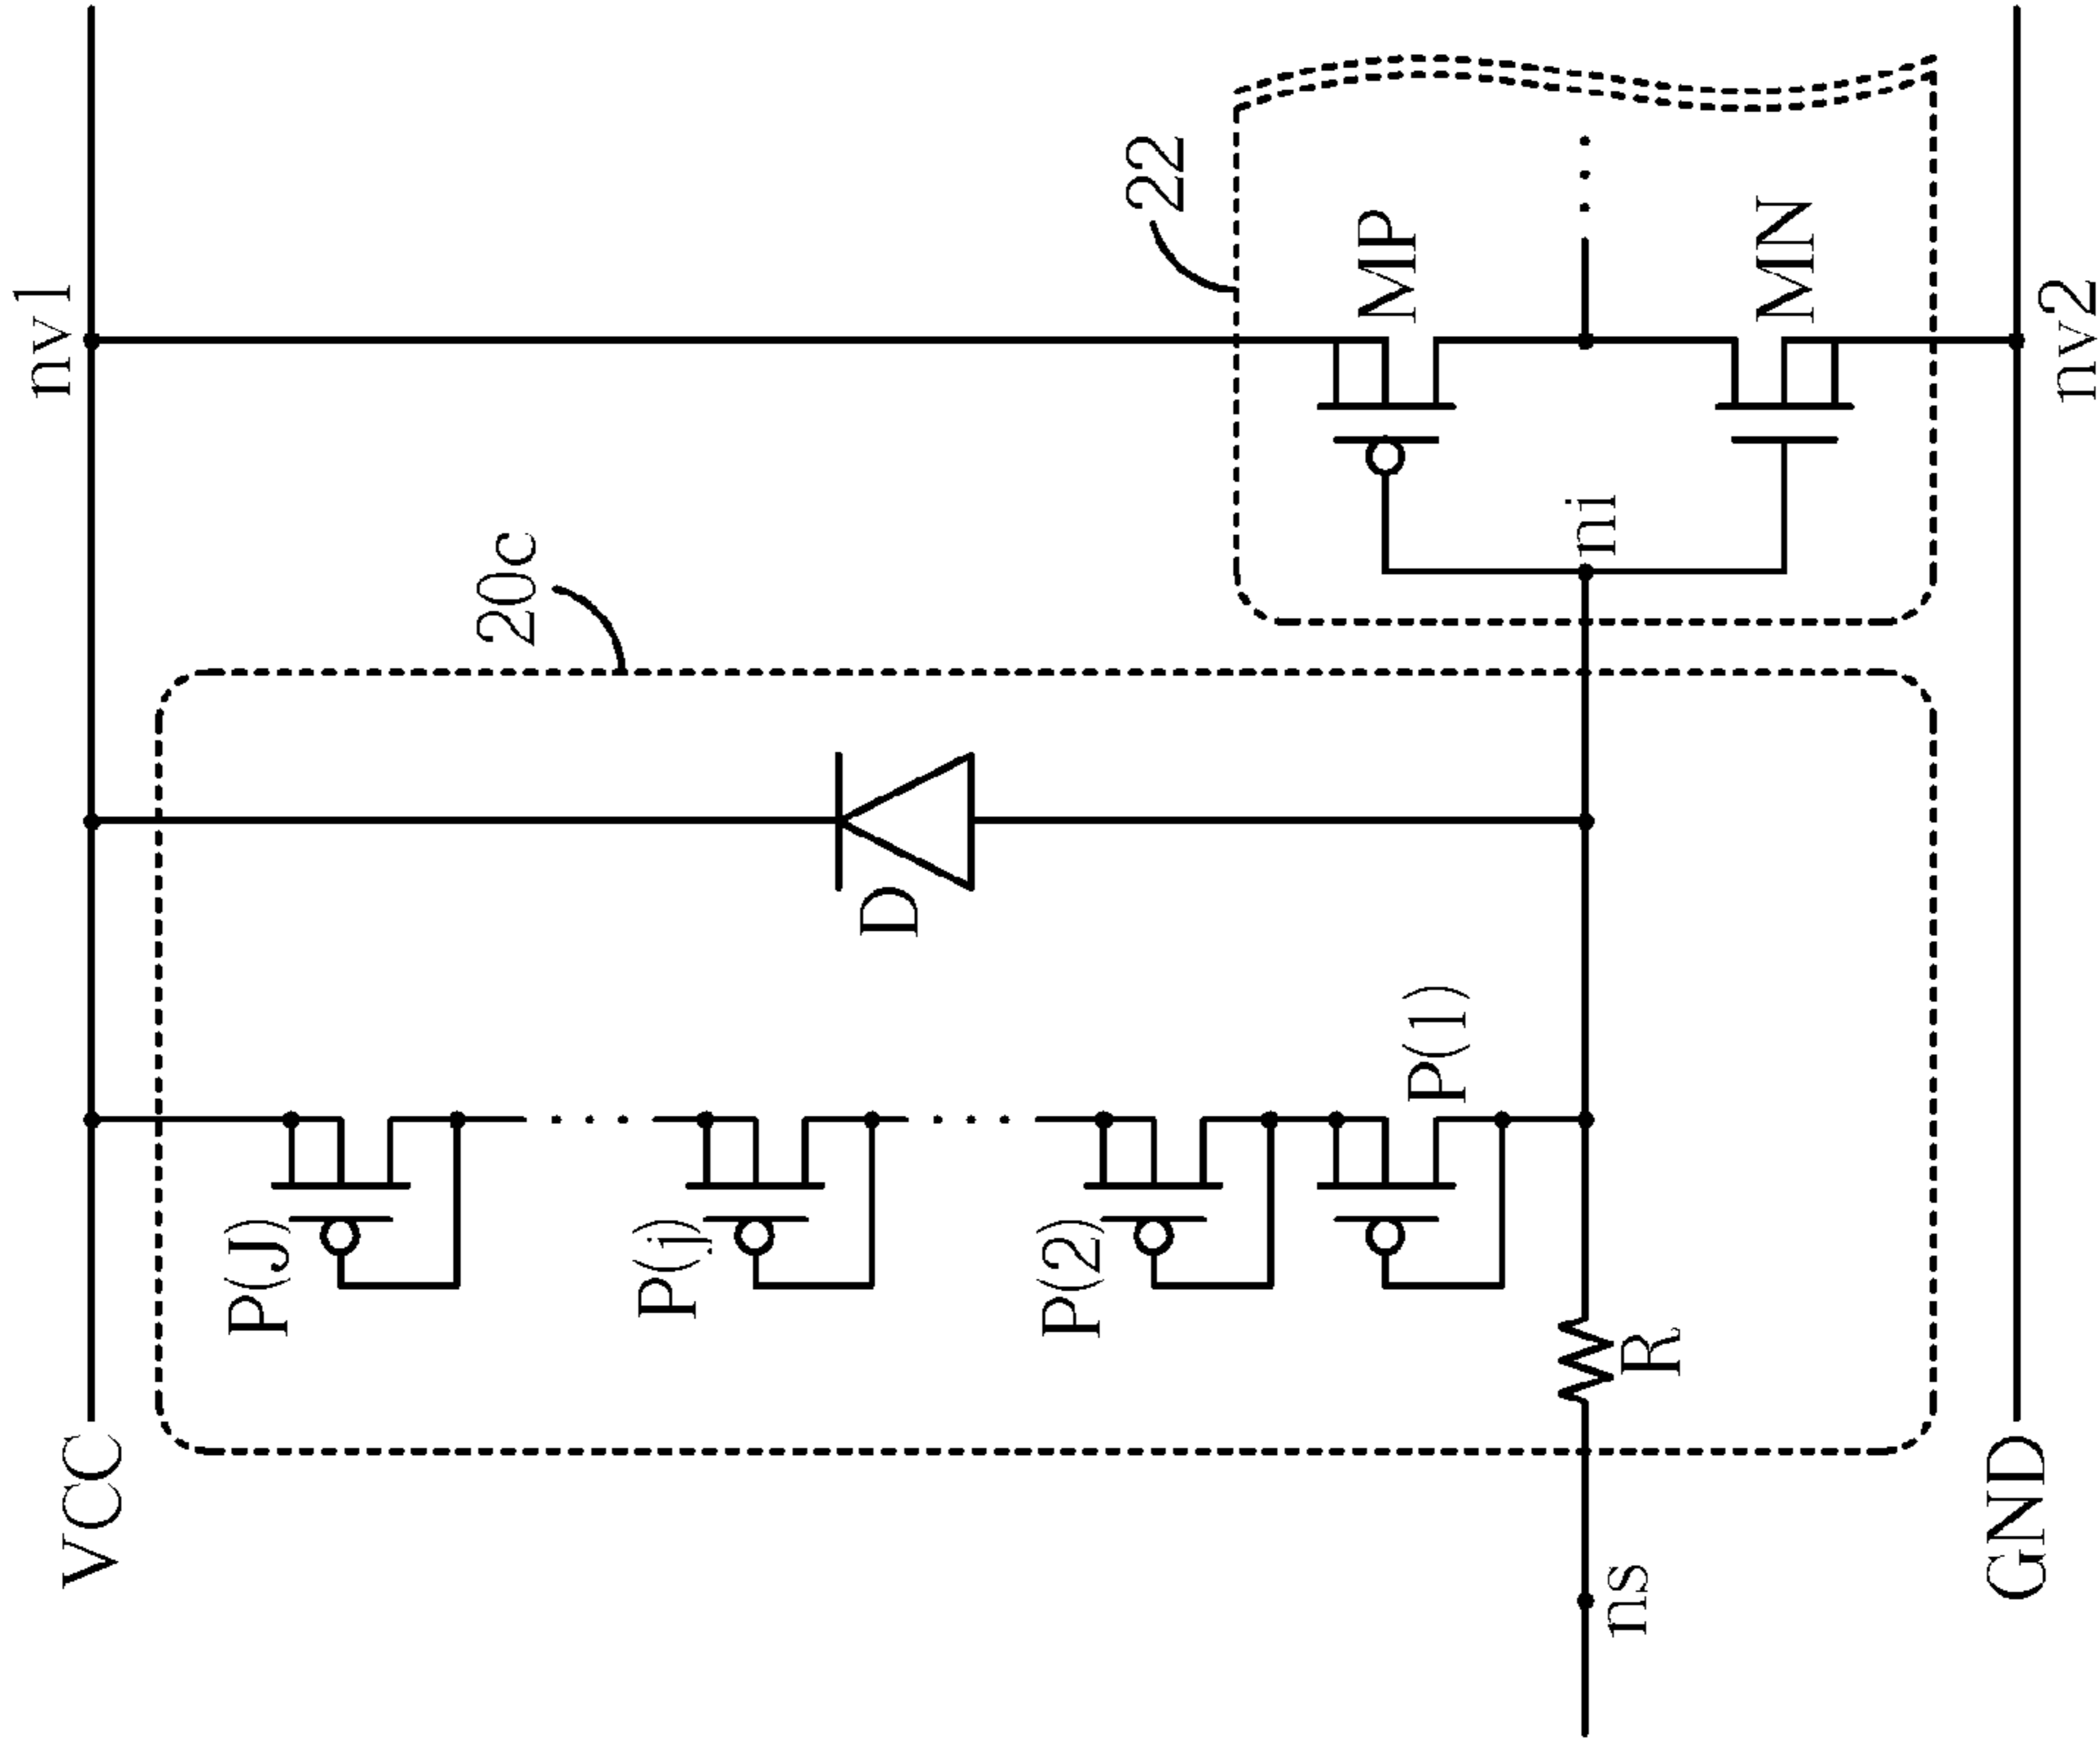 VCC
nv1
20c
22
P(J)
P(j)
P(2)
P(1)
D
MP
MN
ni
R
ns
GND
nv2